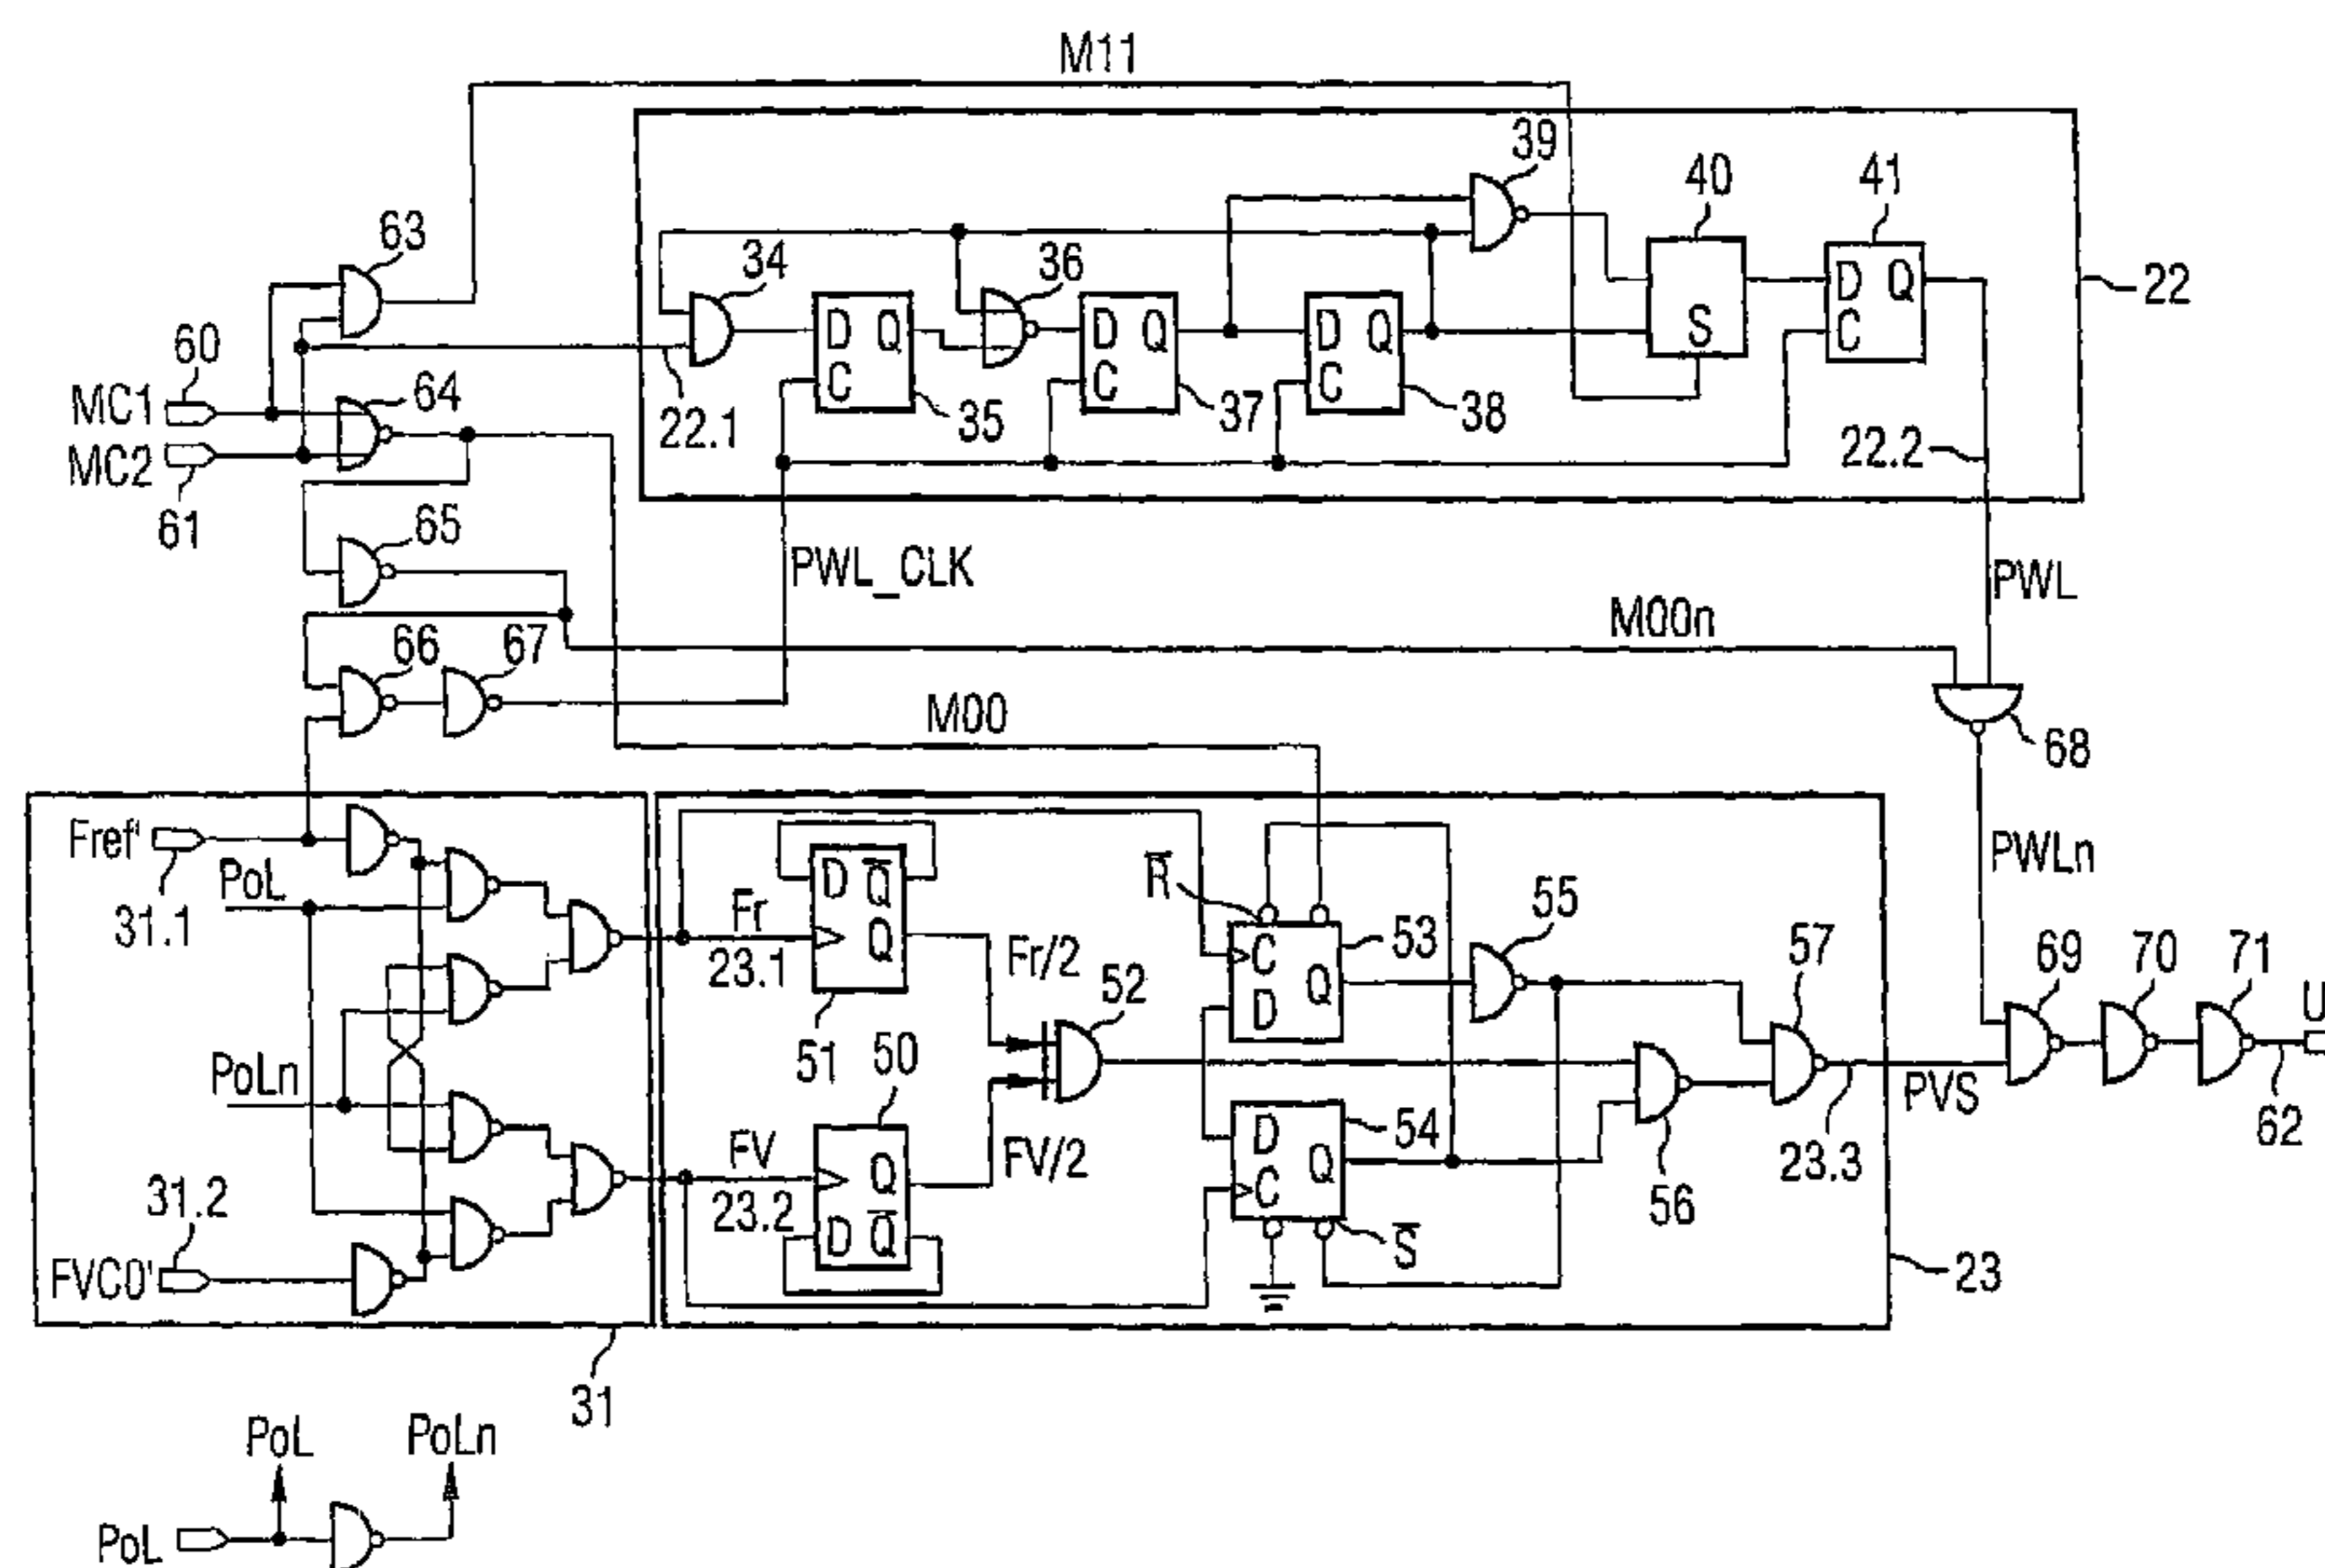 M11
39
40
41
63
34
36
22
60
D Q
D Q
D Q
S
D Q
C
C
C
C
MC1
64
22.1
35
37
38
MC2
22.2
61
65
PWL_CLK
PWL
M00n
66
67
M00
68
Fref'
PoL
31.1
D Q̅
Q
Fr
23.1
51
Fr/2
52
R̅
C
Q
D
53
55
57
PWLn
69
70
71
U
PoLn
50
FV
23.2
Q
D Q̅
FV/2
D
Q
C
54
S̅
56
23.3
PVS
62
31.2
FVCO'
23
31
PoL
PoLn
PoL